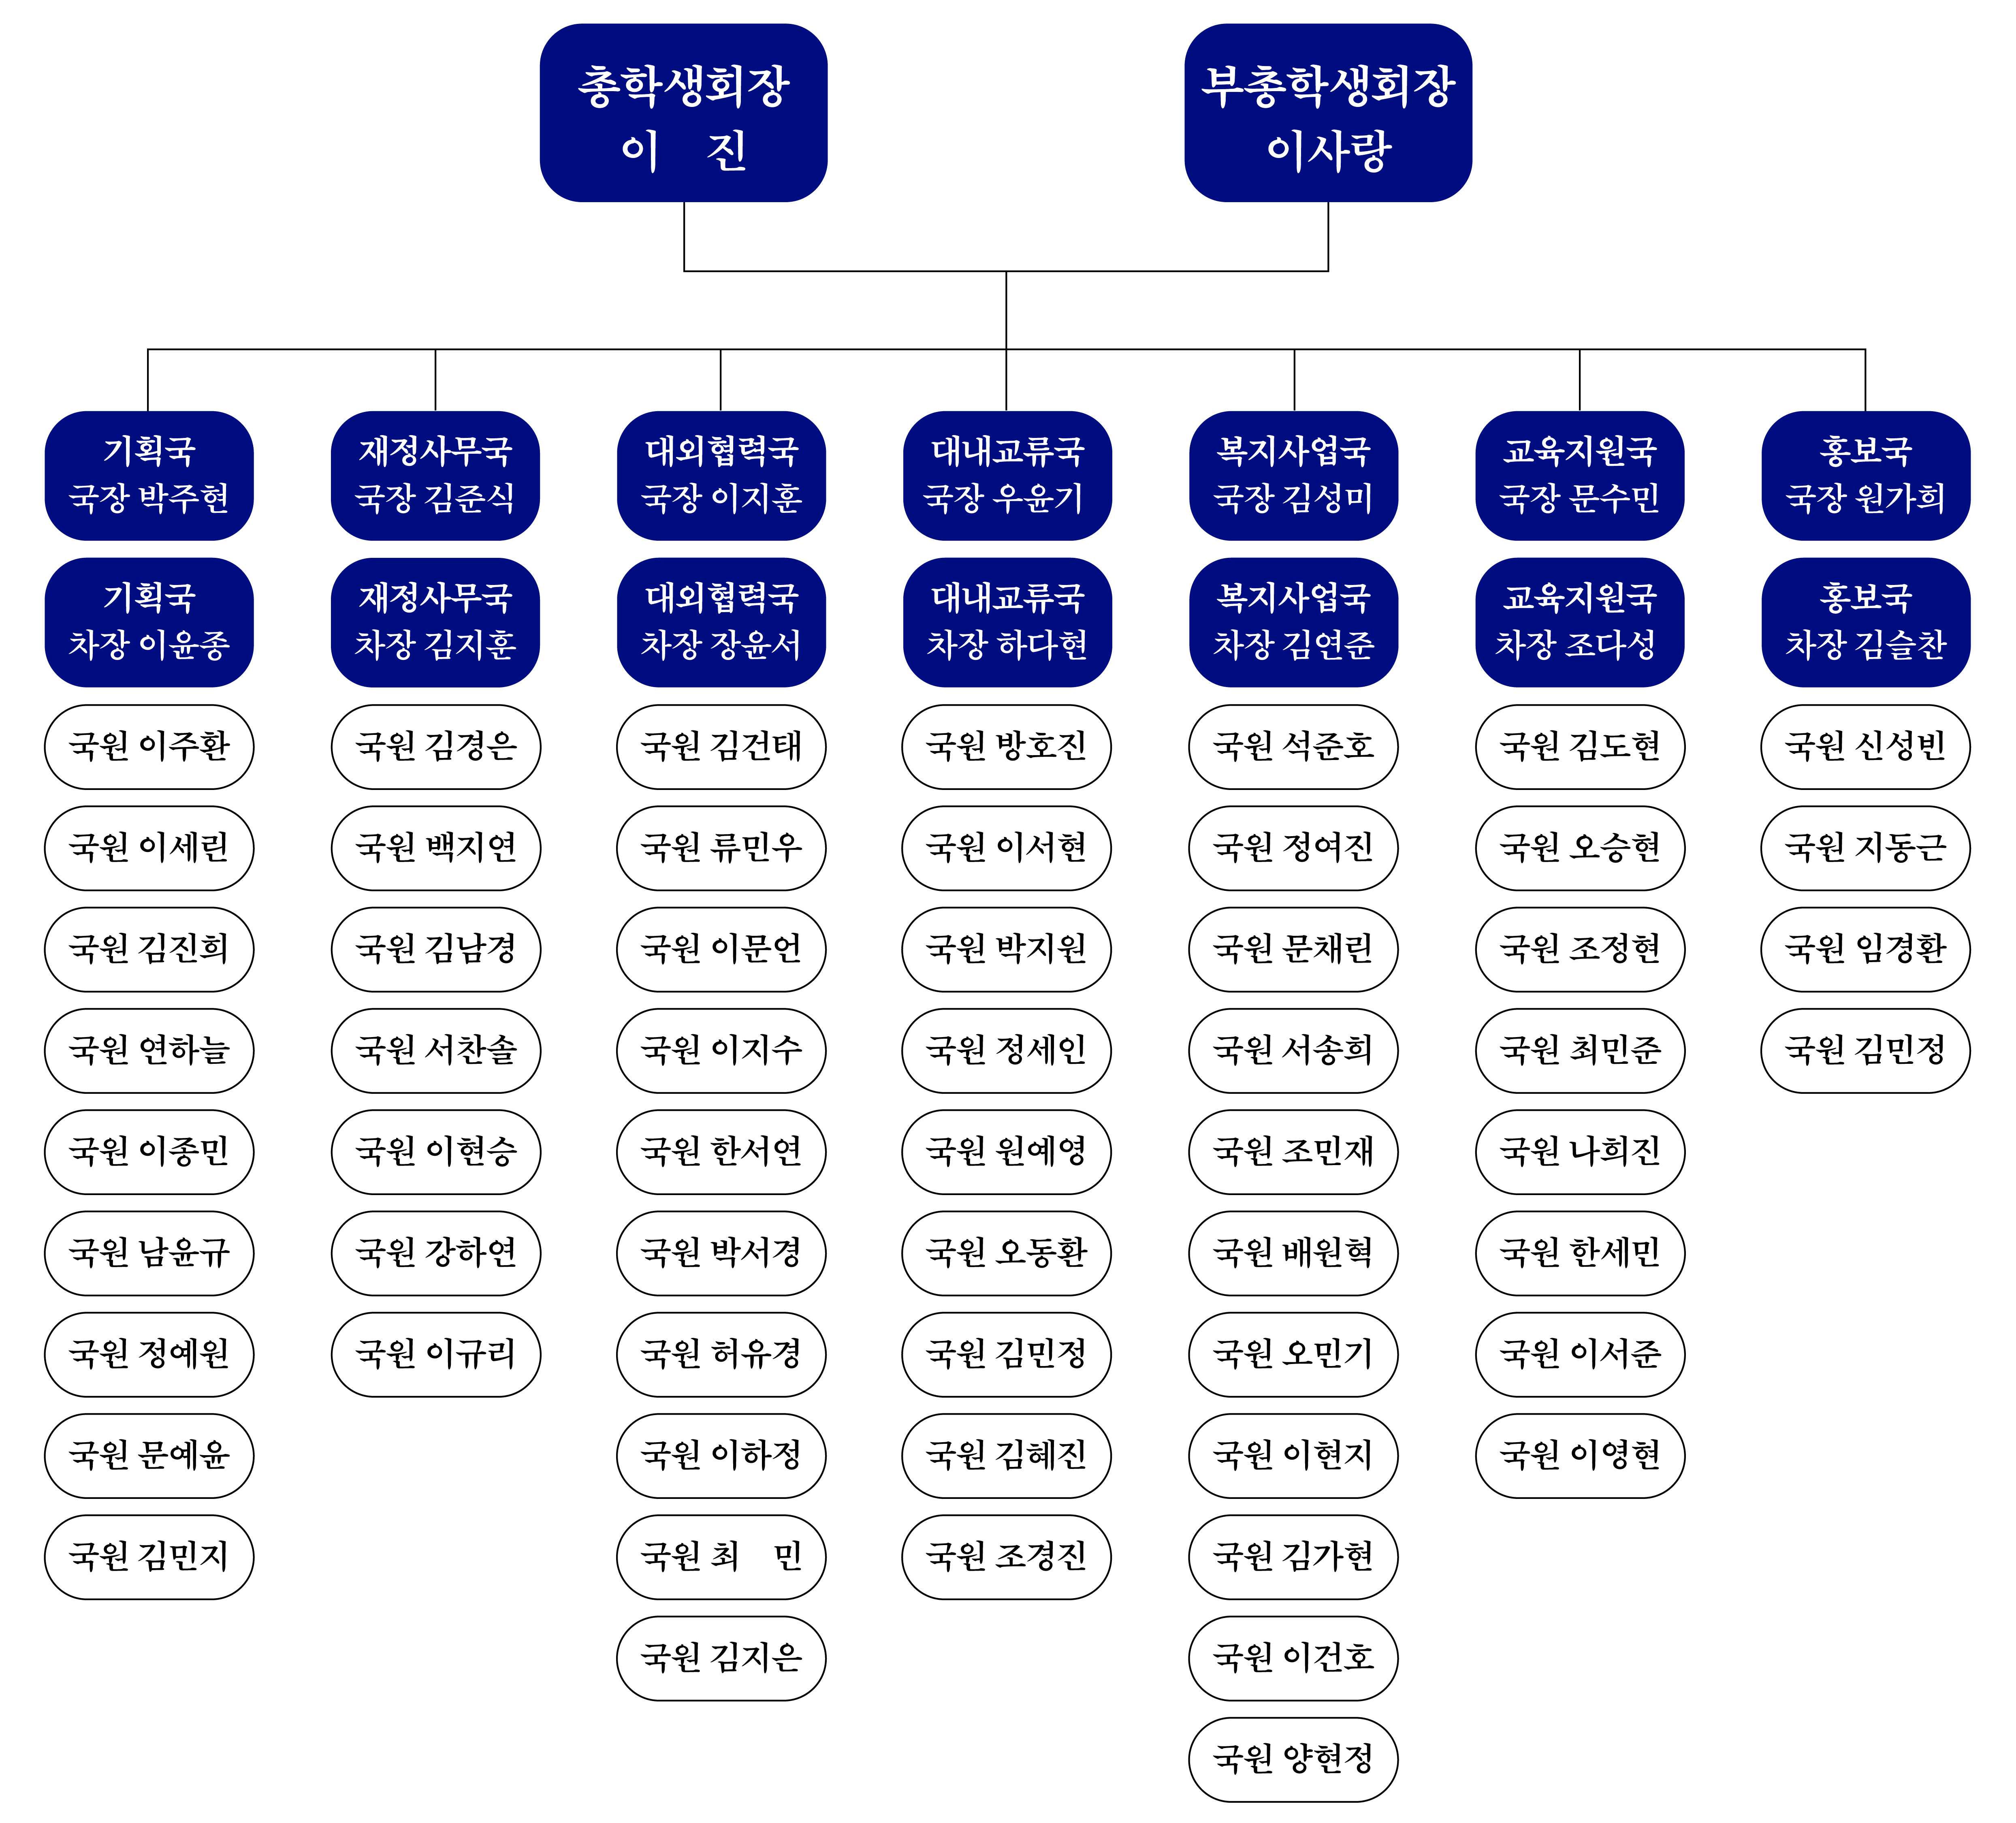 총학생회장
이 진
부총학생회장
이사랑
기획국
국장 박주현
기획국
차장 이윤종
국원 이주환
국원 이세린
국원 김진희
국원 연하늘
국원 이종민
국원 남윤규
국원 정예원
국원 문예윤
국원 김민지
재정사무국
국장 김준식
재정사무국
차장 김지훈
국원 김경은
국원 백지연
국원 김남경
국원 서찬솔
국원 이현승
국원 강하연
국원 이규리
대외협력국
국장 이지훈
대외협력국
차장 장윤서
국원 김건태
국원 류민우
국원 이문언
국원 이지수
국원 한서연
국원 박서경
국원 허유경
국원 이하정
국원 최 민
국원 김지은
대내교류국
국장 우윤기
대내교류국
차장 하다현
국원 방호진
국원 이서현
국원 박지원
국원 정세인
국원 원예영
국원 오동환
국원 김민정
국원 김혜진
국원 조경진
복지사업국
국장 김성미
복지사업국
차장 김연준
국원 석준호
국원 정여진
국원 문채린
국원 서송희
국원 조민재
국원 배원혁
국원 오민기
국원 이현지
국원 김가현
국원 이건호
국원 양현정
교육지원국
국장 문수민
교육지원국
차장 조다성
국원 김도현
국원 오승현
국원 조정현
국원 최민준
국원 나희진
국원 한세민
국원 이서준
국원 이영현
홍보국
국장 원가희
홍보국
차장 김슬찬
국원 신성빈
국원 지동근
국원 임경환
국원 김민정